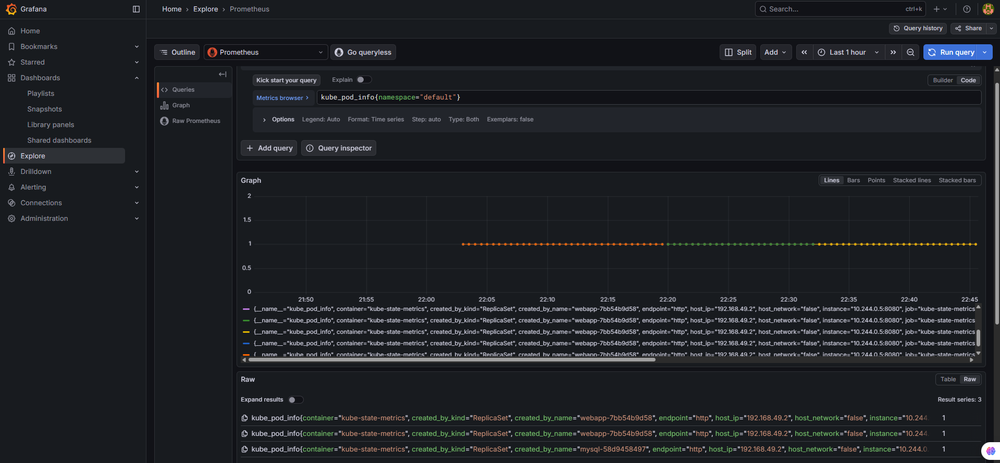 Grafana
Home › Explore › Prometheus
Search...
ctrl+k
Query history
Share
Home
Bookmarks
Starred
Dashboards
Playlists
Snapshots
Library panels
Shared dashboards
Explore
Drilldown
Alerting
Connections
Administration
Outline
Prometheus
Go queryless
Split
Add
Last 1 hour
Run query
Queries
Graph
Raw Prometheus
Kick start your query
Explain
Builder
Code
Metrics browser
kube_pod_info{namespace="default"}
Options Legend: Auto Format: Time series Step: auto Type: Both Exemplars: false
+ Add query
Query inspector
Graph
Lines
Bars
Points
Stacked lines
Stacked bars
2
1.5
1
0.5
0
21:50 21:55 22:00 22:05 22:10 22:15 22:20 22:25 22:30 22:35 22:40 22:45
{__name__="kube_pod_info", container="kube-state-metrics", created_by_kind="ReplicaSet", created_by_name="webapp-7bb54b9d58", endpoint="http", host_ip="192.168.49.2", host_network="false", instance="10.244.0.5:8080", job="kube-state-metrics
{__name__="kube_pod_info", container="kube-state-metrics", created_by_kind="ReplicaSet", created_by_name="webapp-7bb54b9d58", endpoint="http", host_ip="192.168.49.2", host_network="false", instance="10.244.0.5:8080", job="kube-state-metrics
{__name__="kube_pod_info", container="kube-state-metrics", created_by_kind="ReplicaSet", created_by_name="webapp-7bb54b9d58", endpoint="http", host_ip="192.168.49.2", host_network="false", instance="10.244.0.5:8080", job="kube-state-metrics
{__name__="kube_pod_info", container="kube-state-metrics", created_by_kind="ReplicaSet", created_by_name="webapp-7bb54b9d58", endpoint="http", host_ip="192.168.49.2", host_network="false", instance="10.244.0.5:8080", job="kube-state-metrics
{__name__="kube_pod_info", container="kube-state-metrics", created_by_kind="ReplicaSet", created_by_name="webapp-7bb54b9d58", endpoint="http", host_ip="192.168.49.2", host_network="false", instance="10.244.0.5:8080", job="kube-state-metrics
Raw
Table
Raw
Expand results
Result series: 3
kube_pod_info{container="kube-state-metrics", created_by_kind="ReplicaSet", created_by_name="webapp-7bb54b9d58", endpoint="http", host_ip="192.168.49.2", host_network="false", instance="10.244. 1
kube_pod_info{container="kube-state-metrics", created_by_kind="ReplicaSet", created_by_name="webapp-7bb54b9d58", endpoint="http", host_ip="192.168.49.2", host_network="false", instance="10.244. 1
kube_pod_info{container="kube-state-metrics", created_by_kind="ReplicaSet", created_by_name="mysql-58d9458497", endpoint="http", host_ip="192.168.49.2", host_network="false", instance="10.244.0. 1